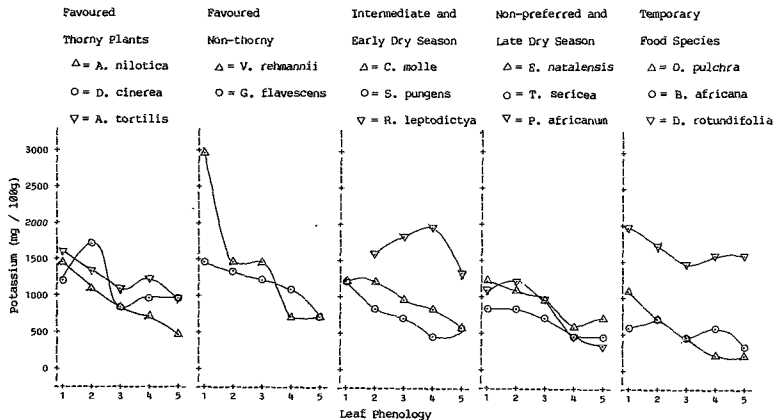 Favoured Favoured Intermediate and Non-preferred and Temporary
Thorny Plants Non-thorny Early Dry Season Late Dry Season Food Species
△ = A. nilotica △ = V. rehmannii △ = C. molle △ = E. natalensis △ = O. pulchra
○ = D. cinerea ○ = G. flavescens ○ = S. pungens ○ = T. sericea ○ = B. africana
▽ = A. tortilis ▽ = R. leptodictya ▽ = P. africanum ▽ = D. rotundifolia
Potassium (mg / 100g)
3000
2500
2000
1500
1000
500
0
1 2 3 4 5 1 2 3 4 5 1 2 3 4 5 1 2 3 4 5 1 2 3 4 5
Leaf Phenology